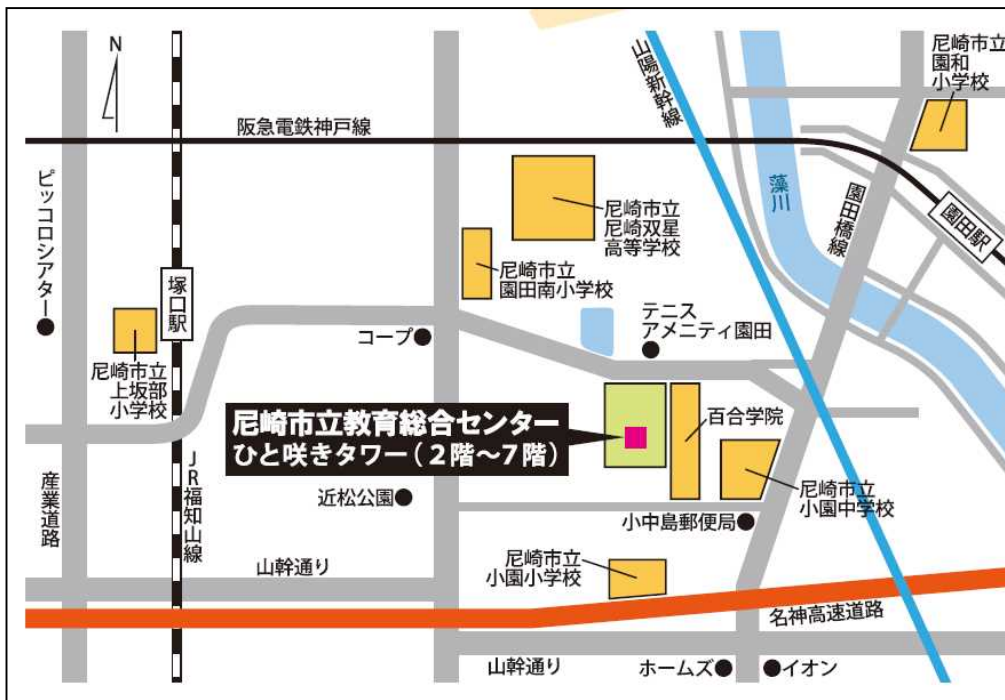 N
阪急電鉄神戸線
山陽新幹線
尼崎市立
園和
小学校
藻川
園田橋線
園田駅
ピッコロシアター
塚口駅
尼崎市立
尼崎双星
高等学校
尼崎市立
園田南小学校
テニス
アメニティ園田
コープ
尼崎市立
上坂部
小学校
尼崎市立教育総合センター
ひと咲きタワー(2階～7階)
百合学院
尼崎市立
小園中学校
産業道路
JR福知山線
近松公園
小中島郵便局
山幹通り
尼崎市立
小園小学校
名神高速道路
山幹通り
ホームズ
イオン